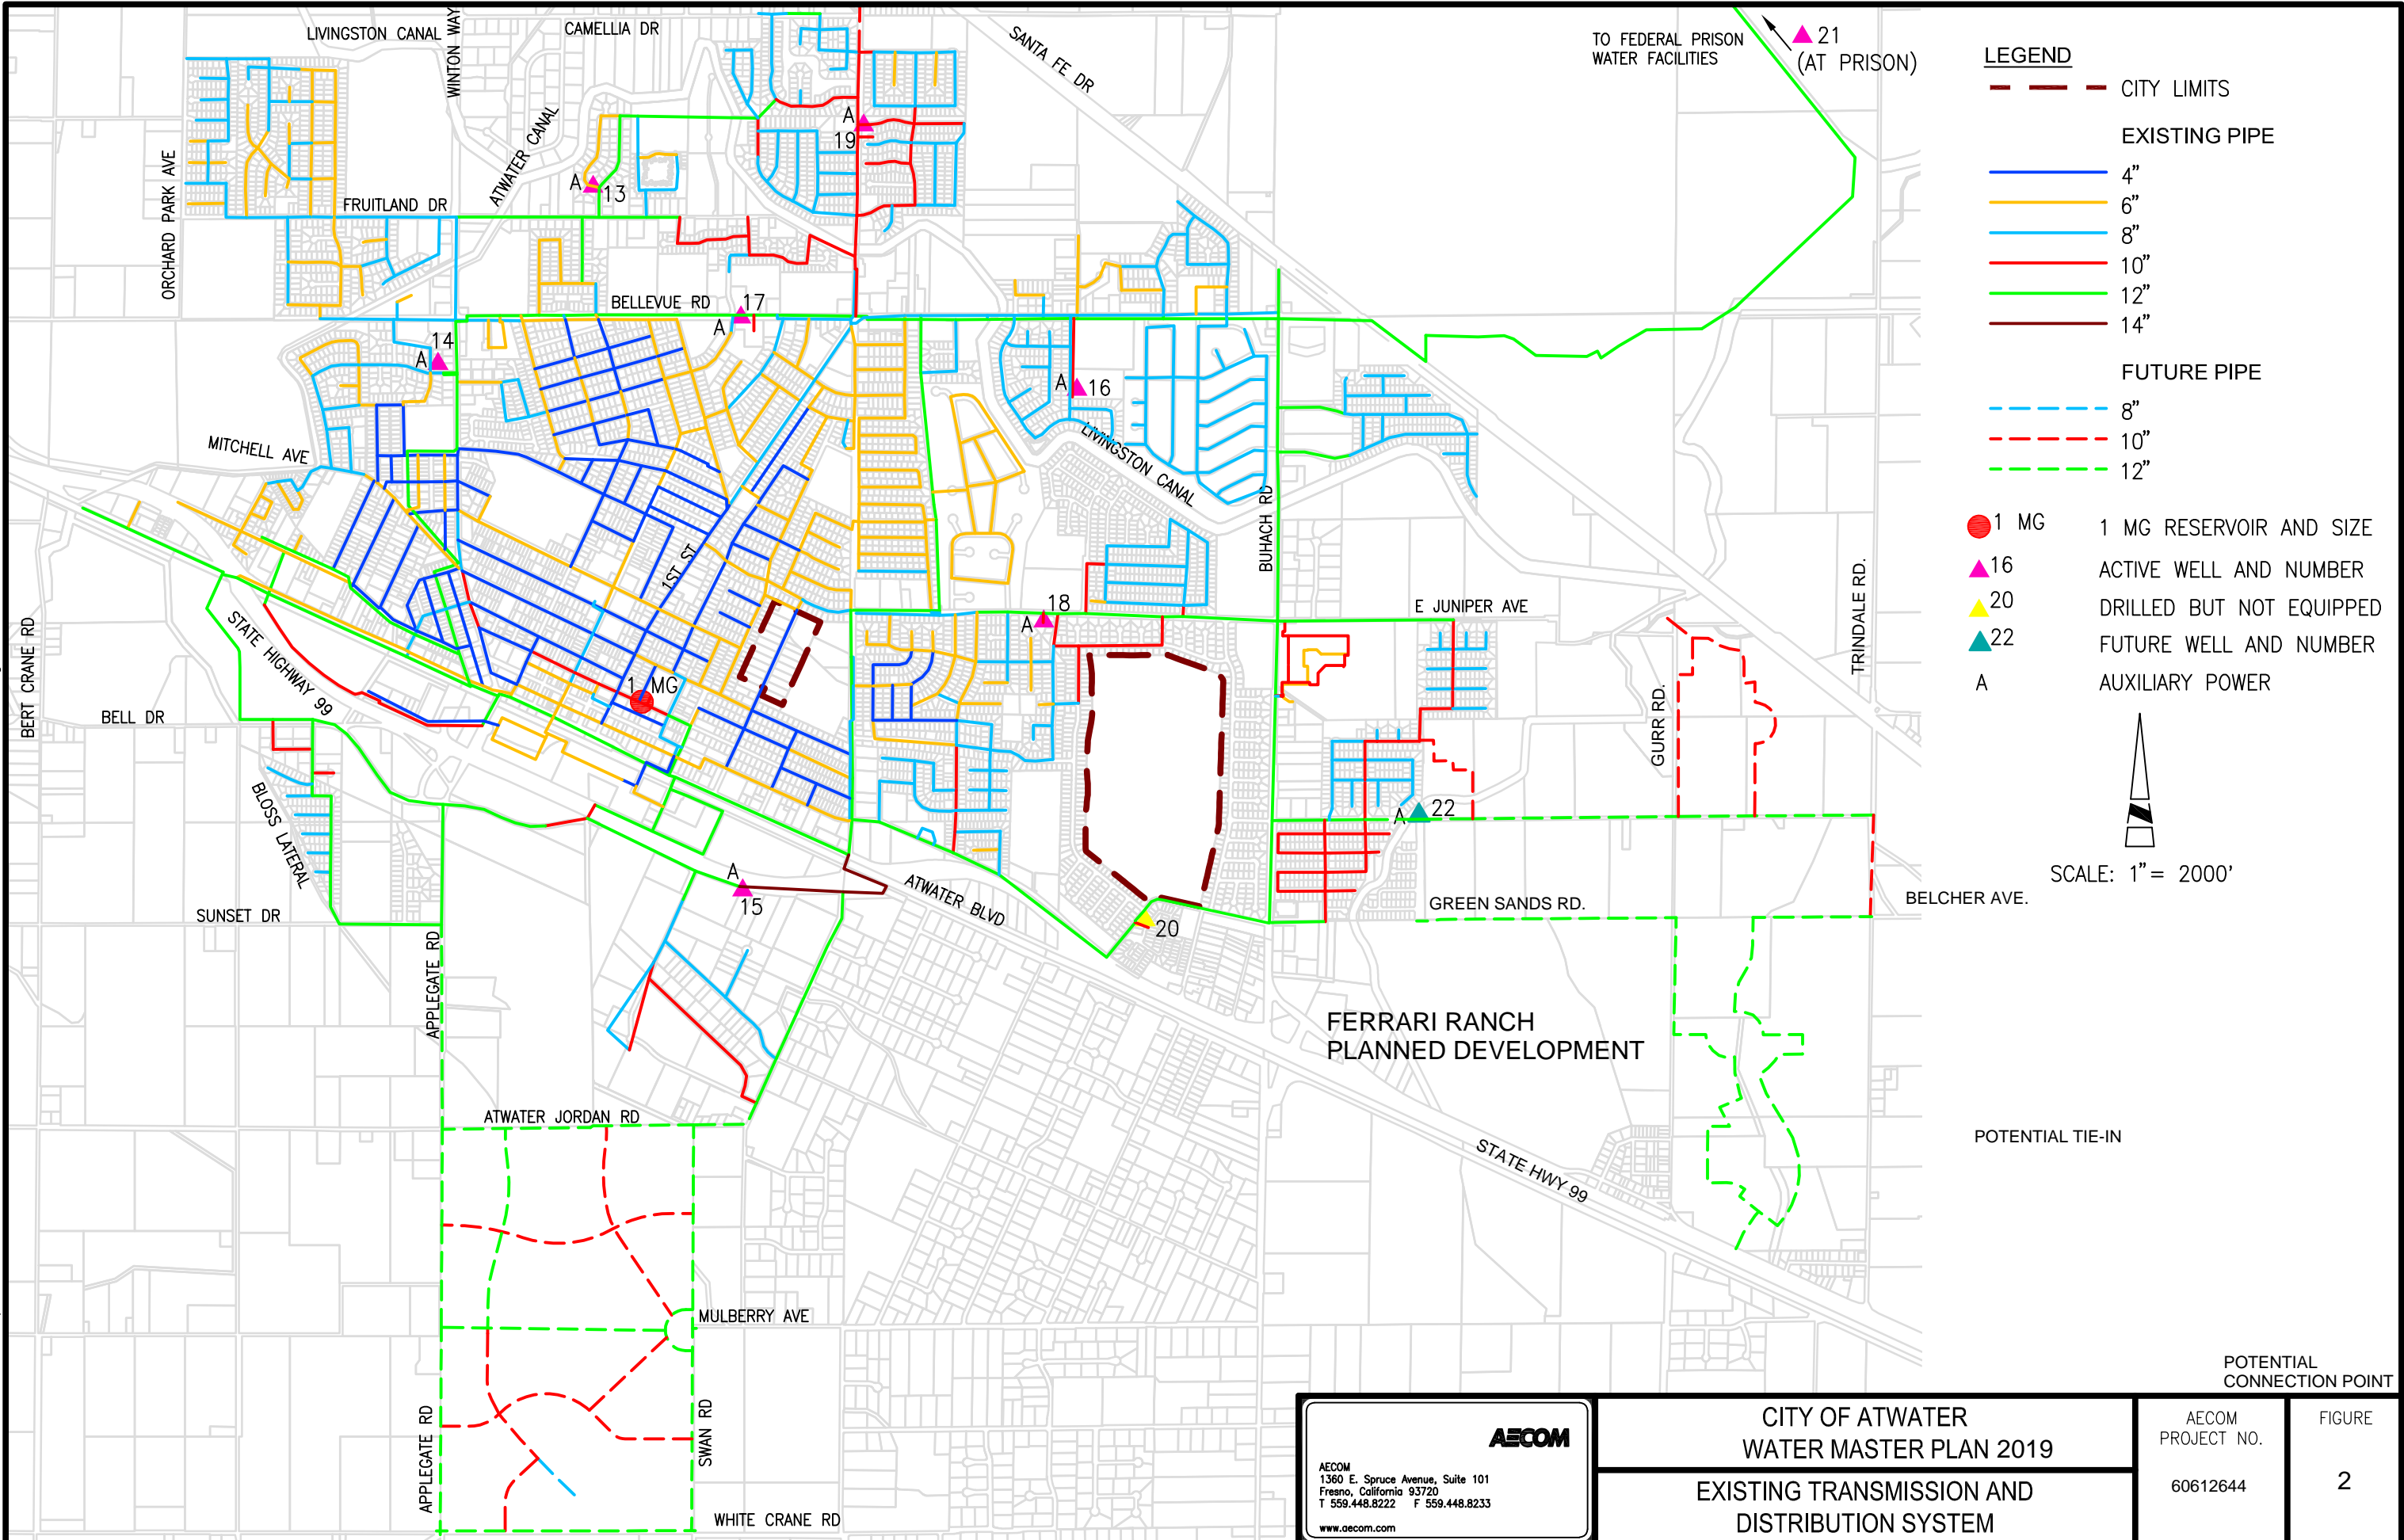 LIVINGSTON CANAL
WINTON WAY
CAMELLIA DR
SANTA FE DR
TO FEDERAL PRISON
WATER FACILITIES
21
(AT PRISON)
ATWATER CANAL
ORCHARD PARK AVE
FRUITLAND DR
A
13
A
19
BELLEVUE RD
17
A
14
A
A
16
MITCHELL AVE
LIVINGSTON CANAL
BUHACH RD
1ST ST
18
A
E JUNIPER AVE
TRINDALE RD.
GURR RD.
BERT CRANE RD
STATE HIGHWAY 99
1 MG
BELL DR
BLOSS LATERAL
A
22
A
15
ATWATER BLVD
20
GREEN SANDS RD.
BELCHER AVE.
SUNSET DR
APPLEGATE RD
FERRARI RANCH
PLANNED DEVELOPMENT
ATWATER JORDAN RD
STATE HWY 99
POTENTIAL TIE-IN
MULBERRY AVE
APPLEGATE RD
SWAN RD
WHITE CRANE RD
POTENTIAL
CONNECTION POINT
LEGEND
CITY LIMITS
EXISTING PIPE
4"
6"
8"
10"
12"
14"
FUTURE PIPE
8"
10"
12"
1 MG 1 MG RESERVOIR AND SIZE
16 ACTIVE WELL AND NUMBER
20 DRILLED BUT NOT EQUIPPED
22 FUTURE WELL AND NUMBER
A AUXILIARY POWER
SCALE: 1"= 2000'
AECOM
AECOM
1360 E. Spruce Avenue, Suite 101
Fresno, California 93720
T 559.448.8222 F 559.448.8233
www.aecom.com
CITY OF ATWATER
WATER MASTER PLAN 2019
EXISTING TRANSMISSION AND
DISTRIBUTION SYSTEM
AECOM
PROJECT NO.
60612644
FIGURE
2